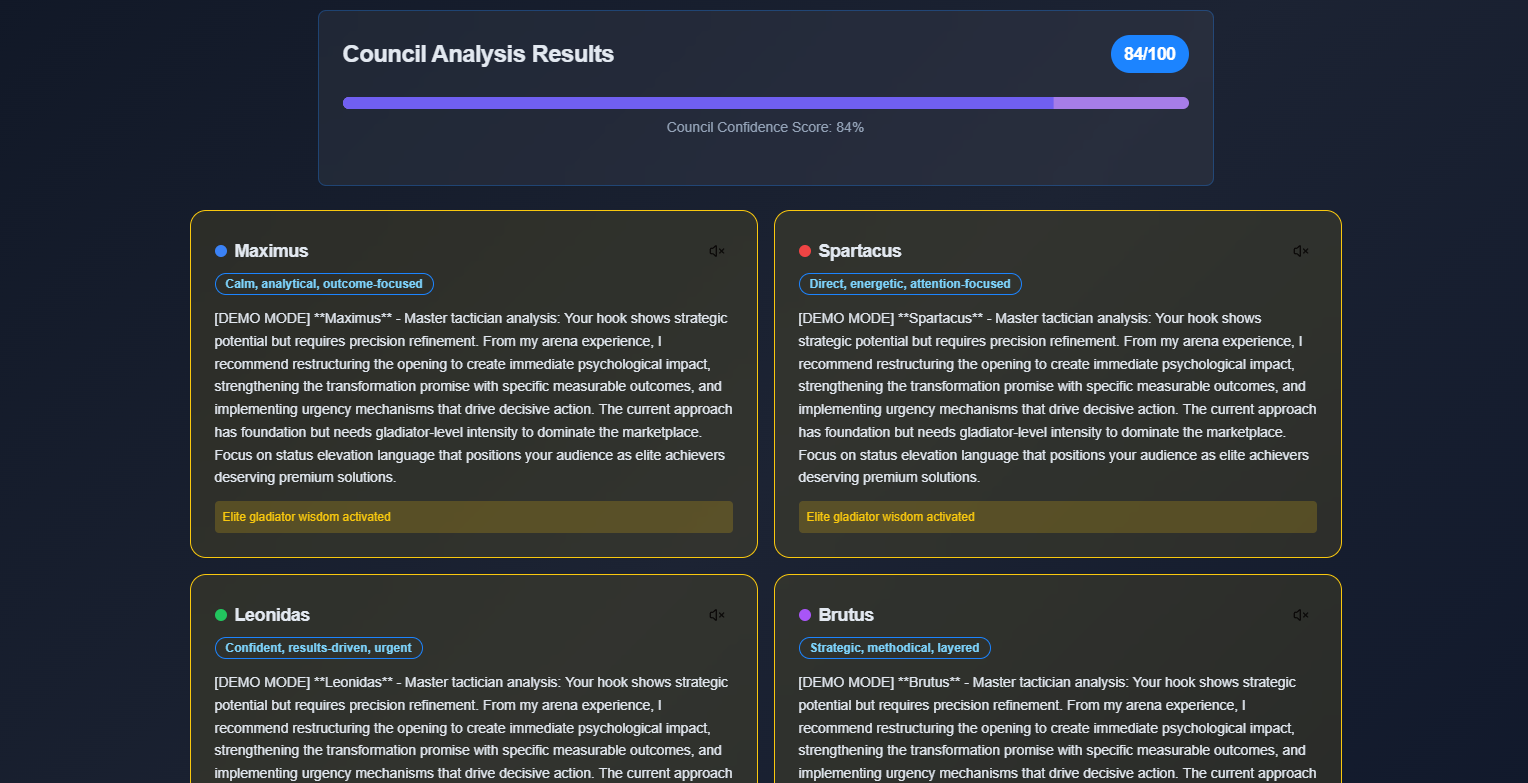 Council Analysis Results
84/100
Council Confidence Score: 84%
Maximus
Calm, analytical, outcome-focused
[DEMO MODE] **Maximus** - Master tactician analysis: Your hook shows strategic
potential but requires precision refinement. From my arena experience, I
recommend restructuring the opening to create immediate psychological impact,
strengthening the transformation promise with specific measurable outcomes, and
implementing urgency mechanisms that drive decisive action. The current approach
has foundation but needs gladiator-level intensity to dominate the marketplace.
Focus on status elevation language that positions your audience as elite achievers
deserving premium solutions.
Elite gladiator wisdom activated
Spartacus
Direct, energetic, attention-focused
[DEMO MODE] **Spartacus** - Master tactician analysis: Your hook shows
strategic potential but requires precision refinement. From my arena experience, I
recommend restructuring the opening to create immediate psychological impact,
strengthening the transformation promise with specific measurable outcomes, and
implementing urgency mechanisms that drive decisive action. The current approach
has foundation but needs gladiator-level intensity to dominate the marketplace.
Focus on status elevation language that positions your audience as elite achievers
deserving premium solutions.
Elite gladiator wisdom activated
Leonidas
Confident, results-driven, urgent
[DEMO MODE] **Leonidas** - Master tactician analysis: Your hook shows strategic
potential but requires precision refinement. From my arena experience, I
recommend restructuring the opening to create immediate psychological impact,
strengthening the transformation promise with specific measurable outcomes, and
implementing urgency mechanisms that drive decisive action. The current approach
Brutus
Strategic, methodical, layered
[DEMO MODE] **Brutus** - Master tactician analysis: Your hook shows strategic
potential but requires precision refinement. From my arena experience, I
recommend restructuring the opening to create immediate psychological impact,
strengthening the transformation promise with specific measurable outcomes, and
implementing urgency mechanisms that drive decisive action. The current approach